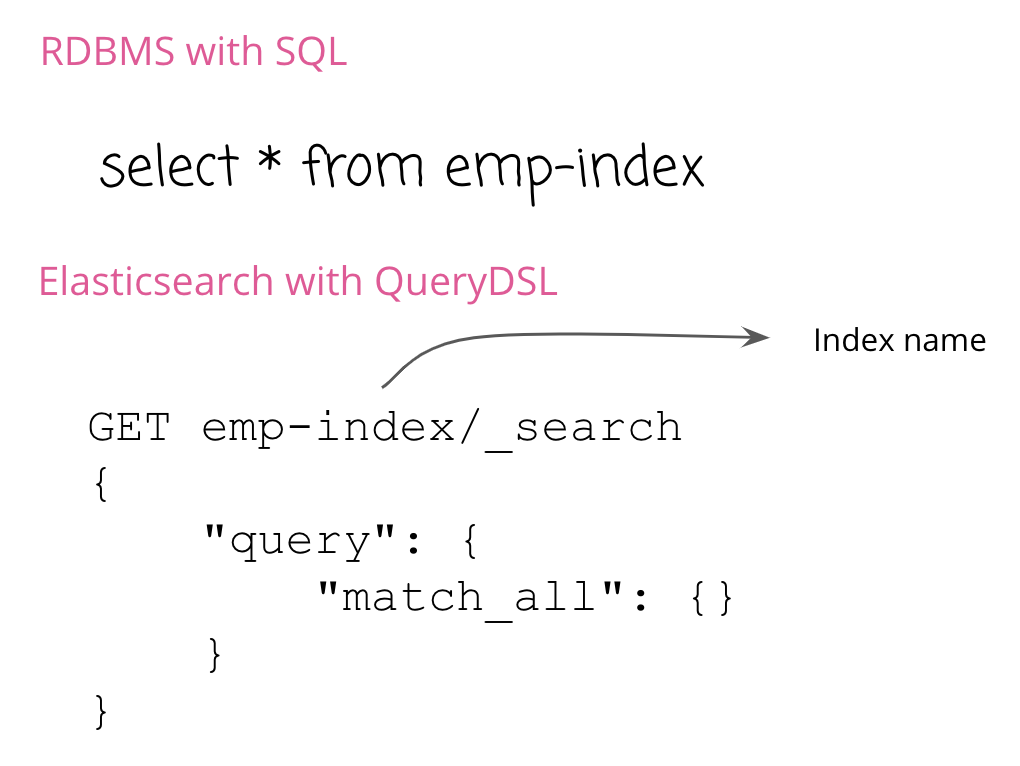 RDBMS with SQL
select * from emp-index
Elasticsearch with QueryDSL
Index name
GET emp-index/_search
{
"query": {
"match_all": {}
}
}